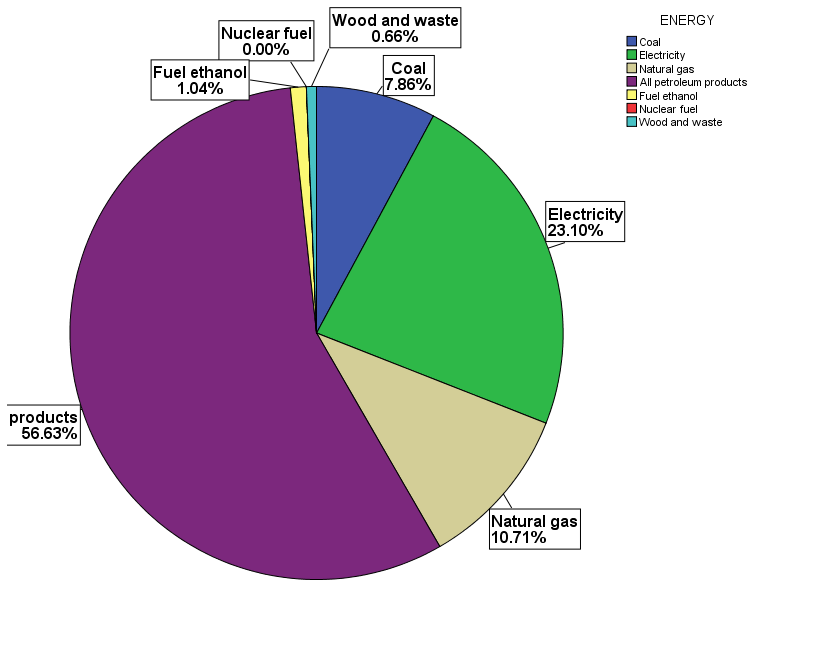 ENERGY
Coal
Electricity
Natural gas
All petroleum products
Fuel ethanol
Nuclear fuel
Wood and waste
Wood and waste
0.66%
Nuclear fuel
0.00%
Fuel ethanol
1.04%
Coal
7.86%
Electricity
23.10%
products
56.63%
Natural gas
10.71%